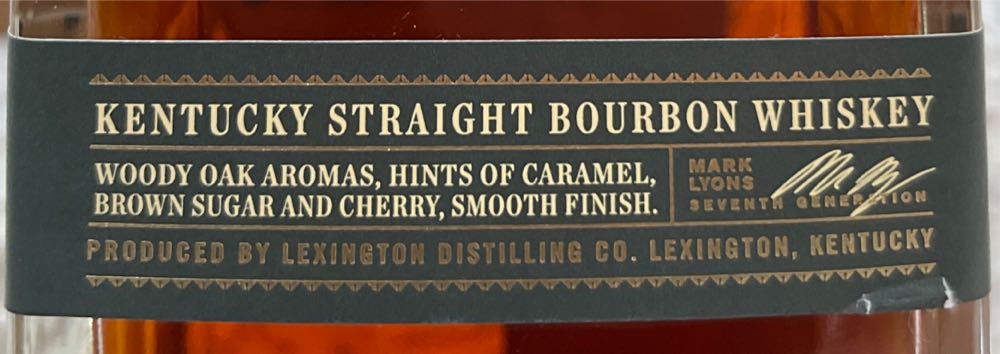 KENTUCKY STRAIGHT BOURBON WHISKEY
WOODY OAK AROMAS, HINTS OF CARAMEL,
BROWN SUGAR AND CHERRY, SMOOTH FINISH.
MARK
LYONS
SEVENTH GENERATION
PRODUCED BY LEXINGTON DISTILLING CO. LEXINGTON, KENTUCKY